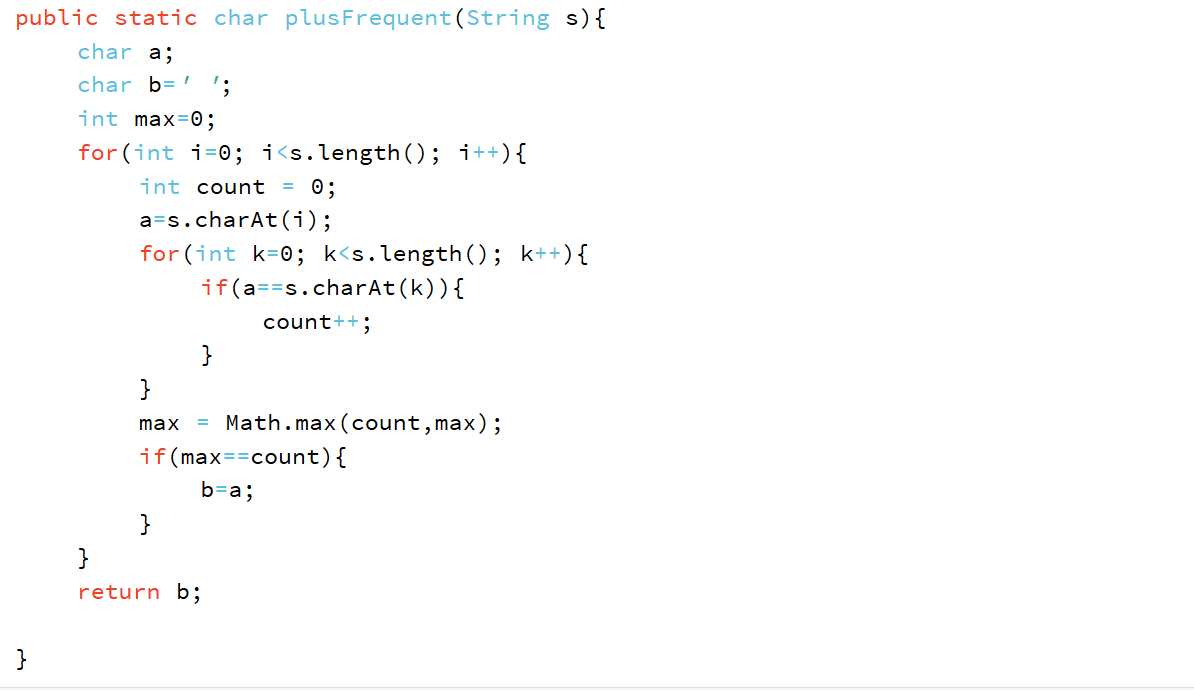 public static char plusFrequent(String s){
char a;
char b=' ';
int max=0;
for(int i=0; i<s.length(); i++){
int count = 0;
a=s.charAt(i);
for(int k=0; k<s.length(); k++){
if(a==s.charAt(k)){
count++;
}
}
max = Math.max(count,max);
if(max==count){
b=a;
}
}
return b;
}